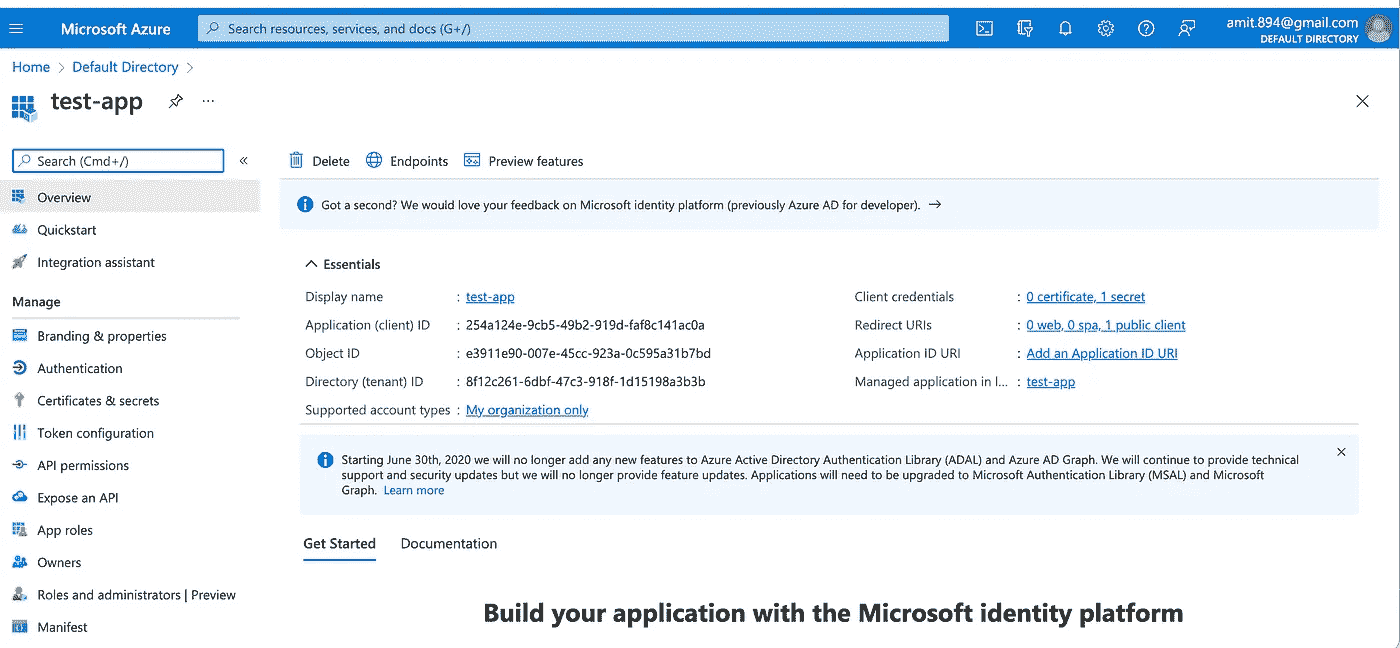 Microsoft Azure
Search resources, services, and docs (G+/)
amit.894@gmail.com
DEFAULT DIRECTORY
Home > Default Directory >
test-app
Search (Cmd+/)
«
Overview
Quickstart
Integration assistant
Manage
Branding & properties
Authentication
Certificates & secrets
Token configuration
API permissions
Expose an API
App roles
Owners
Roles and administrators | Preview
Manifest
Delete Endpoints Preview features
Got a second? We would love your feedback on Microsoft identity platform (previously Azure AD for developer). →
Essentials
Display name : test-app
Application (client) ID : 254a124e-9cb5-49b2-919d-faf8c141ac0a
Object ID : e3911e90-007e-45cc-923a-0c595a31b7bd
Directory (tenant) ID : 8f12c261-6dbf-47c3-918f-1d15198a3b3b
Supported account types : My organization only
Client credentials : 0 certificate, 1 secret
Redirect URIs : 0 web, 0 spa, 1 public client
Application ID URI : Add an Application ID URI
Managed application in l... : test-app
Starting June 30th, 2020 we will no longer add any new features to Azure Active Directory Authentication Library (ADAL) and Azure AD Graph. We will continue to provide technical
support and security updates but we will no longer provide feature updates. Applications will need to be upgraded to Microsoft Authentication Library (MSAL) and Microsoft
Graph. Learn more
Get Started Documentation
Build your application with the Microsoft identity platform